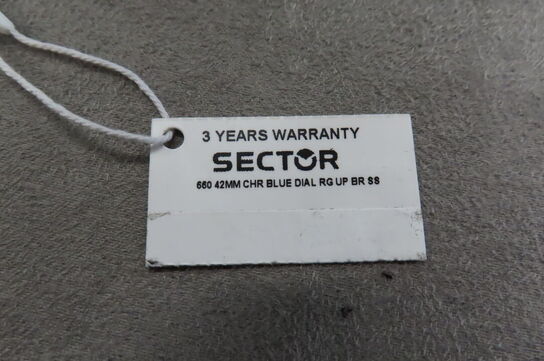 3 YEARS WARRANTY
SECTOR
660 42MM CHR BLUE DIAL RG UP BR SS